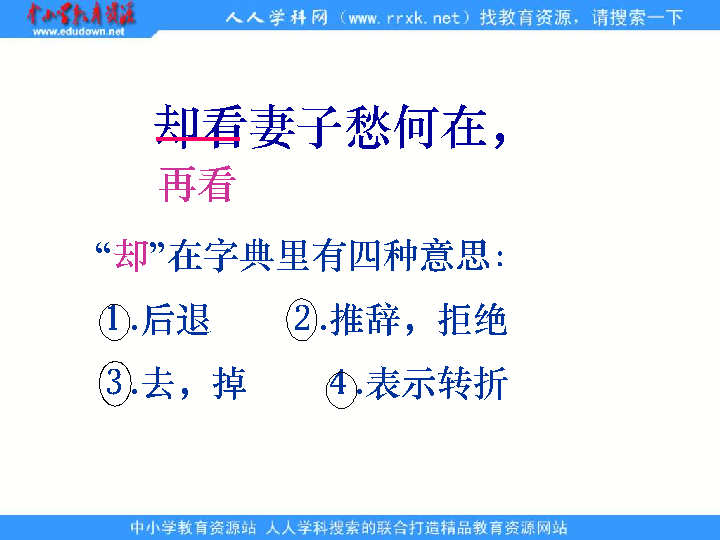 中小学教育资源
www.edudown.net
人人学科网（www.rrxk.net）找教育资源，请搜索一下
却看妻子愁何在，
再看
“却”在字典里有四种意思：
1.后退 2.推辞，拒绝
3.去，掉 4.表示转折
中小学教育资源站 人人学科搜索的联合打造精品教育资源网站